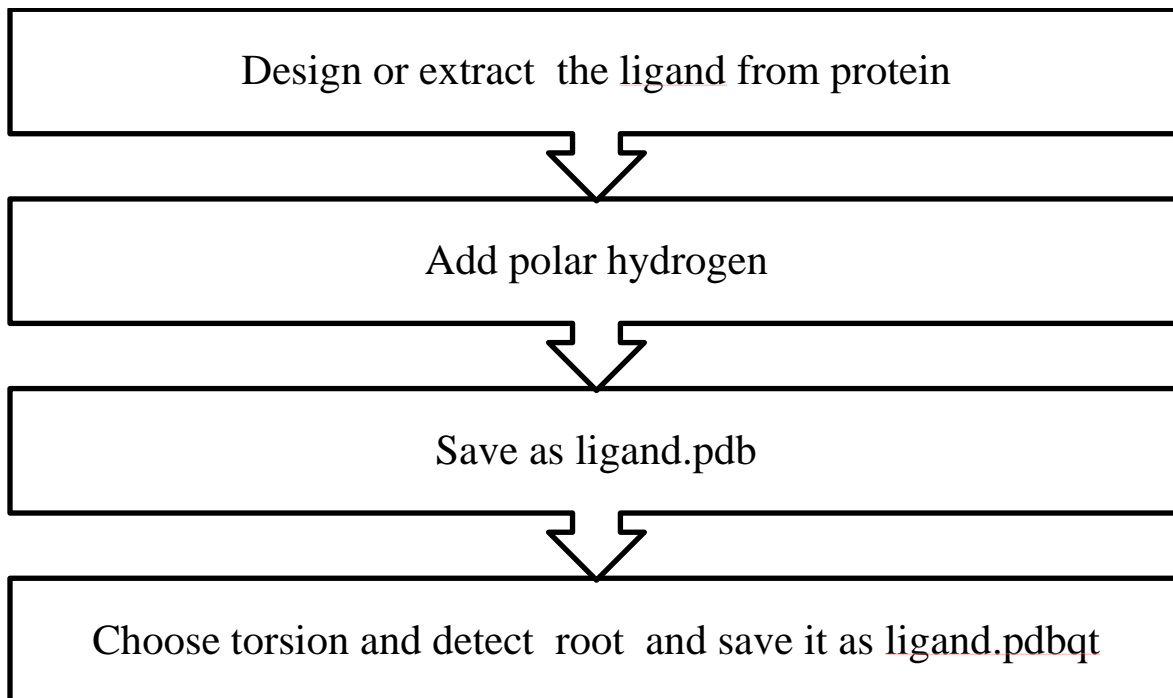 Design or extract  the ligand from protein
Add polar hydrogen
Save as ligand.pdb
Choose torsion and detect  root  and save it as ligand.pdbqt